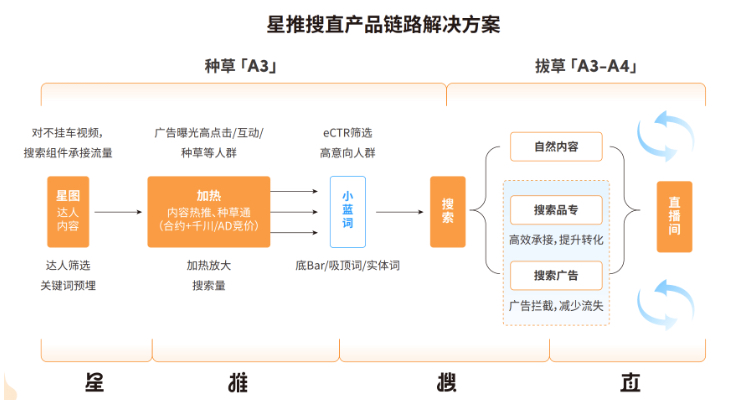 星推搜直产品链路解决方案
种草「A3」
拔草「A3-A4」
对不挂车视频，
搜索组件承接流量
广告曝光高点击/互动/
种草等人群
eCTR筛选
高意向人群
星图
达人
内容
加热
内容热推、种草通
（合约+千川/AD竞价）
小
蓝
词
搜
索
自然内容
搜索品专
高效承接，提升转化
搜索广告
广告拦截，减少流失
直
播
间
达人筛选
关键词预埋
加热放大
搜索量
底Bar/吸顶词/实体词
星
推
搜
直